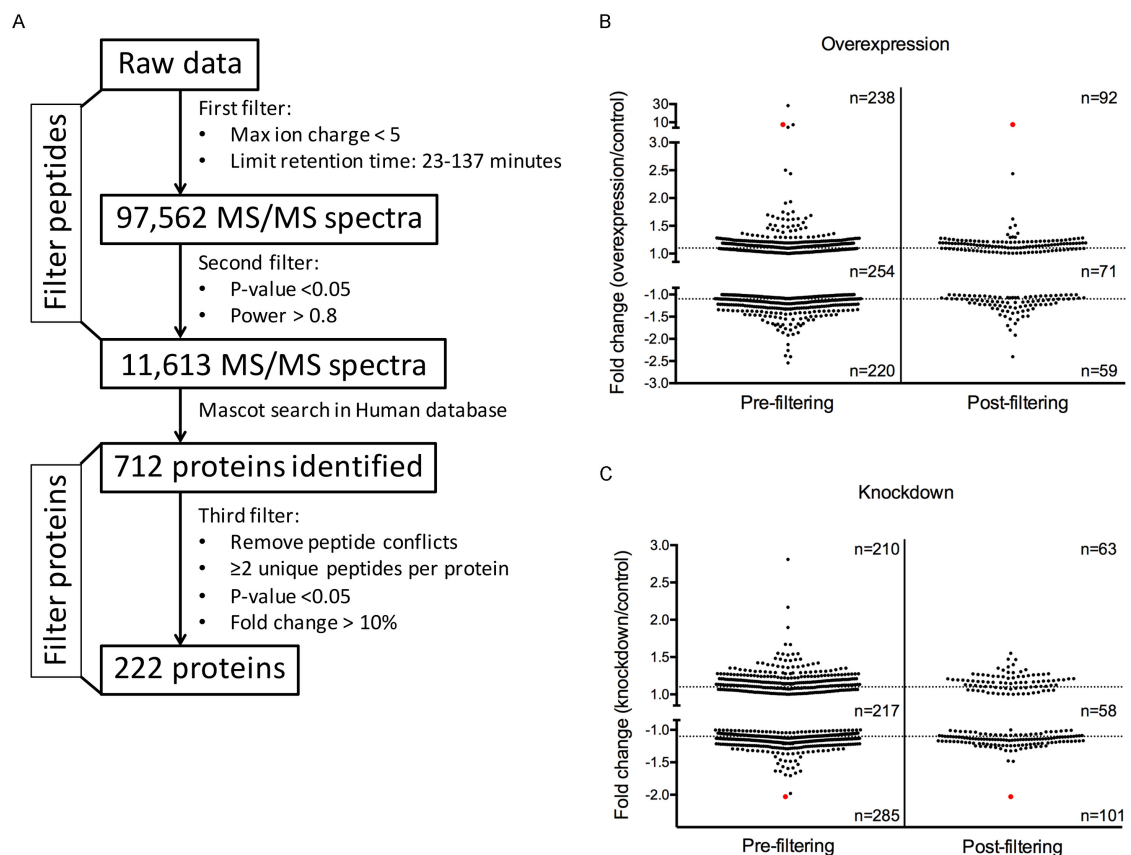 A
Raw data
First filter:
• Max ion charge < 5
• Limit retention time: 23-137 minutes
Filter peptides
97,562 MS/MS spectra
Second filter:
• P-value <0.05
• Power > 0.8
11,613 MS/MS spectra
Mascot search in Human database
712 proteins identified
Filter proteins
Third filter:
• Remove peptide conflicts
• ≥2 unique peptides per protein
• P-value <0.05
• Fold change > 10%
222 proteins
B
Overexpression
Fold change (overexpression/control)
30
10
3.0
2.0
1.5
1.0
-1.0
-1.5
-2.0
-2.5
-3.0
n=238
n=92
n=254
n=71
n=220
n=59
Pre-filtering
Post-filtering
C
Knockdown
Fold change (knockdown/control)
3.0
2.5
2.0
1.5
1.0
-1.0
-1.5
-2.0
n=210
n=63
n=217
n=58
n=285
n=101
Pre-filtering
Post-filtering